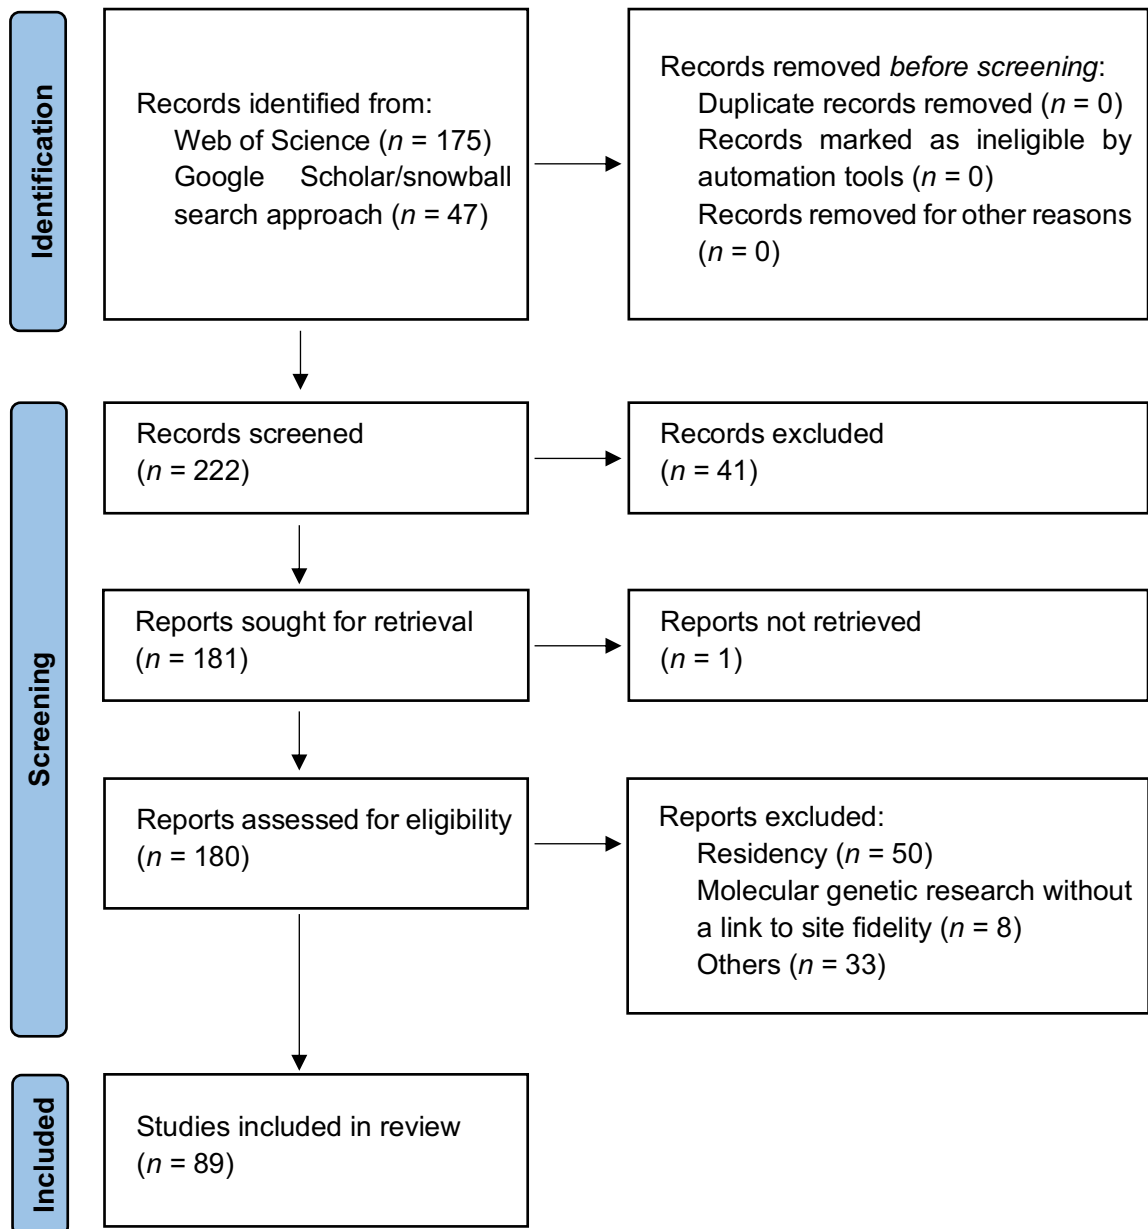 Identification
Records identified from:
Web of Science (n = 175)
Google Scholar/snowball
search approach (n = 47)
Records removed before screening:
Duplicate records removed (n = 0)
Records marked as ineligible by
automation tools (n = 0)
Records removed for other reasons
(n = 0)
Screening
Records screened
(n = 222)
Records excluded
(n = 41)
Reports sought for retrieval
(n = 181)
Reports not retrieved
(n = 1)
Reports assessed for eligibility
(n = 180)
Reports excluded:
Residency (n = 50)
Molecular genetic research without
a link to site fidelity (n = 8)
Others (n = 33)
Included
Studies included in review
(n = 89)